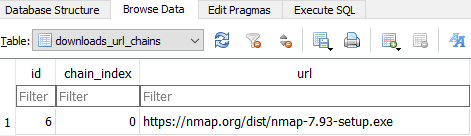 Database Structure Browse Data Edit Pragmas Execute SQL
Table: downloads_url_chains
id chain_index url
Filter Filter Filter
1 6 0 https://nmap.org/dist/nmap-7.93-setup.exe